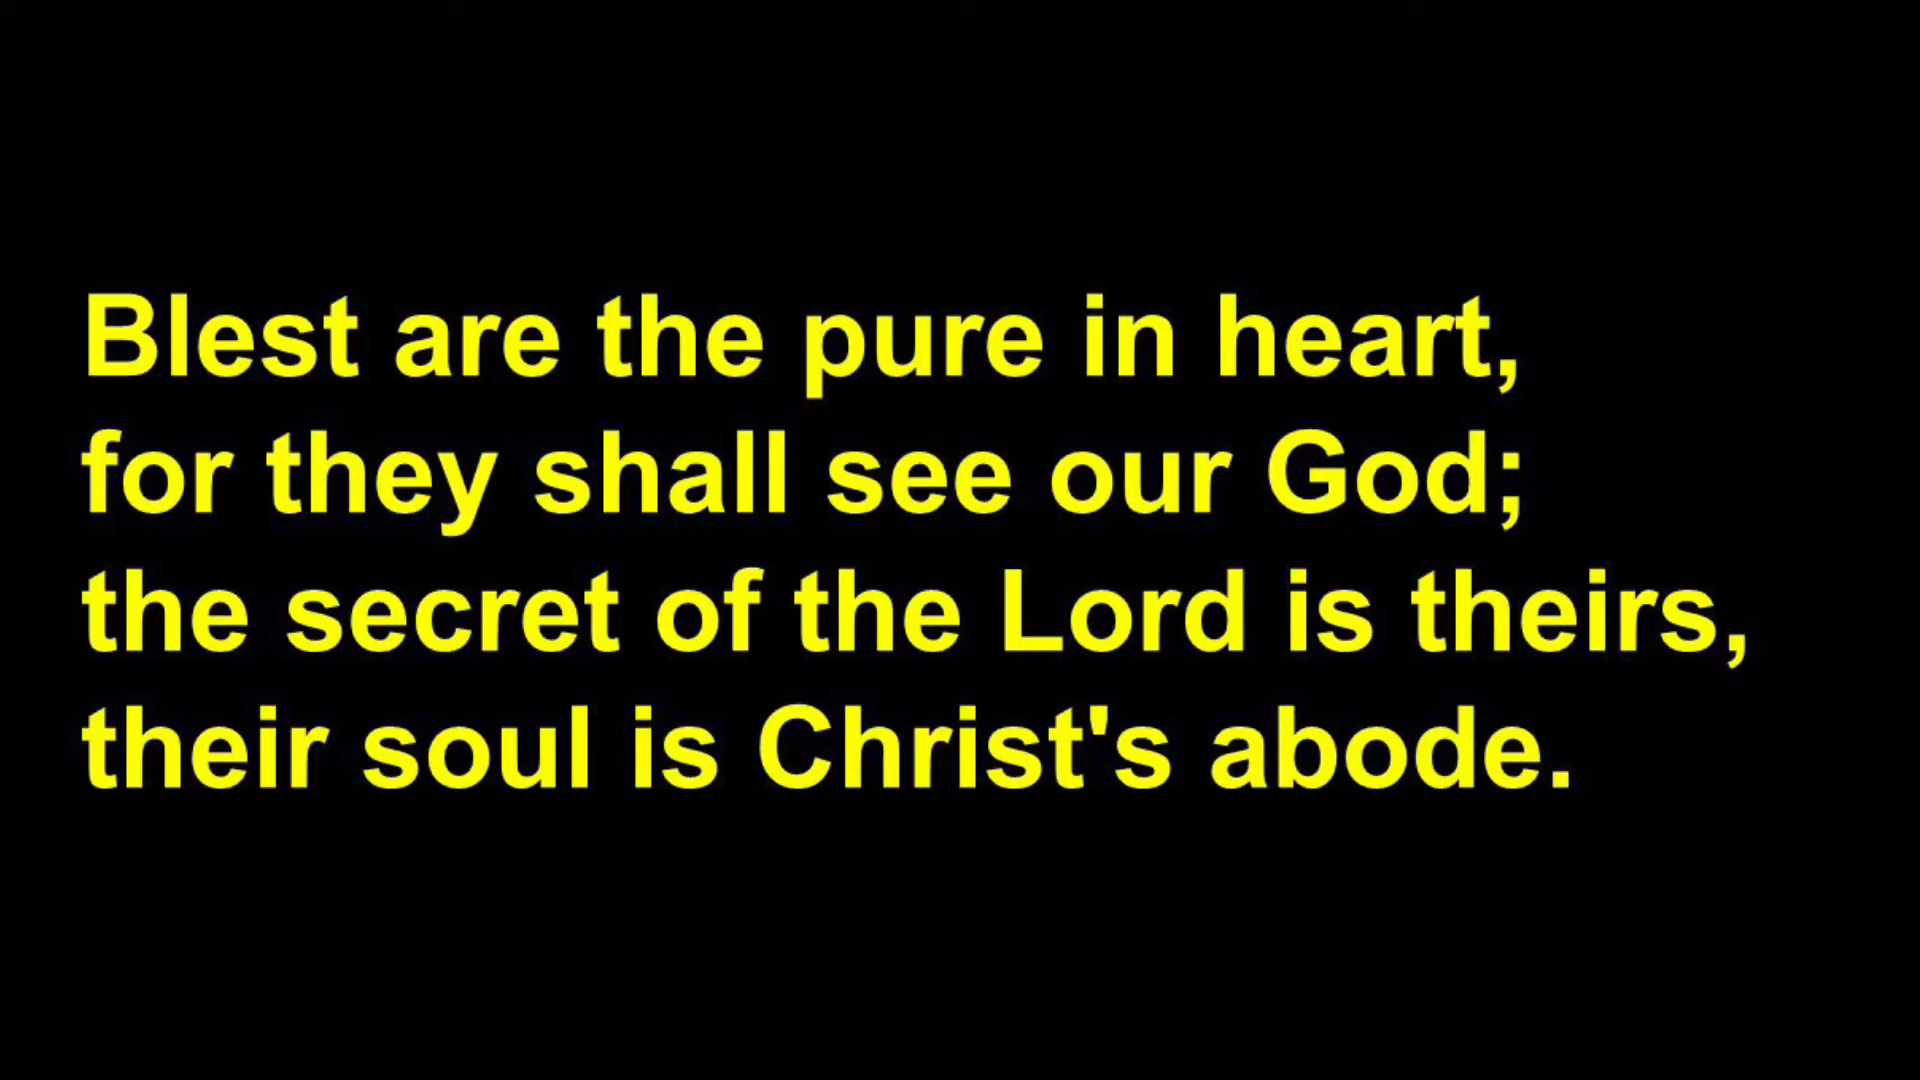 Blest are the pure in heart,
for they shall see our God;
the secret of the Lord is theirs,
their soul is Christ's abode.